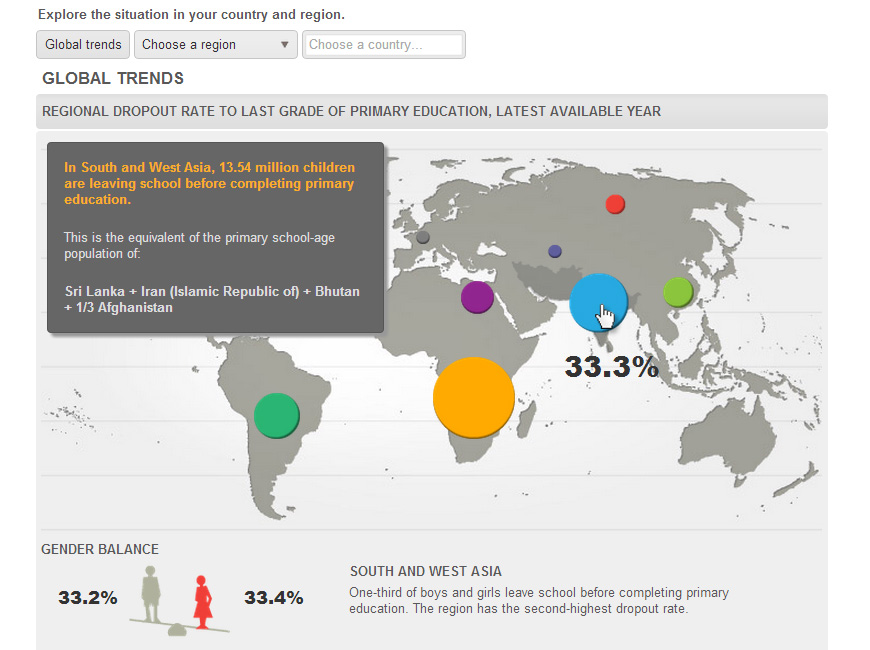 Explore the situation in your country and region.
Global trends
Choose a region
Choose a country...
GLOBAL TRENDS
REGIONAL DROPOUT RATE TO LAST GRADE OF PRIMARY EDUCATION, LATEST AVAILABLE YEAR
In South and West Asia, 13.54 million children
are leaving school before completing primary
education.
This is the equivalent of the primary school-age
population of:
Sri Lanka + Iran (Islamic Republic of) + Bhutan
+ 1/3 Afghanistan
33.3%
GENDER BALANCE
33.2%
33.4%
SOUTH AND WEST ASIA
One-third of boys and girls leave school before completing primary
education. The region has the second-highest dropout rate.